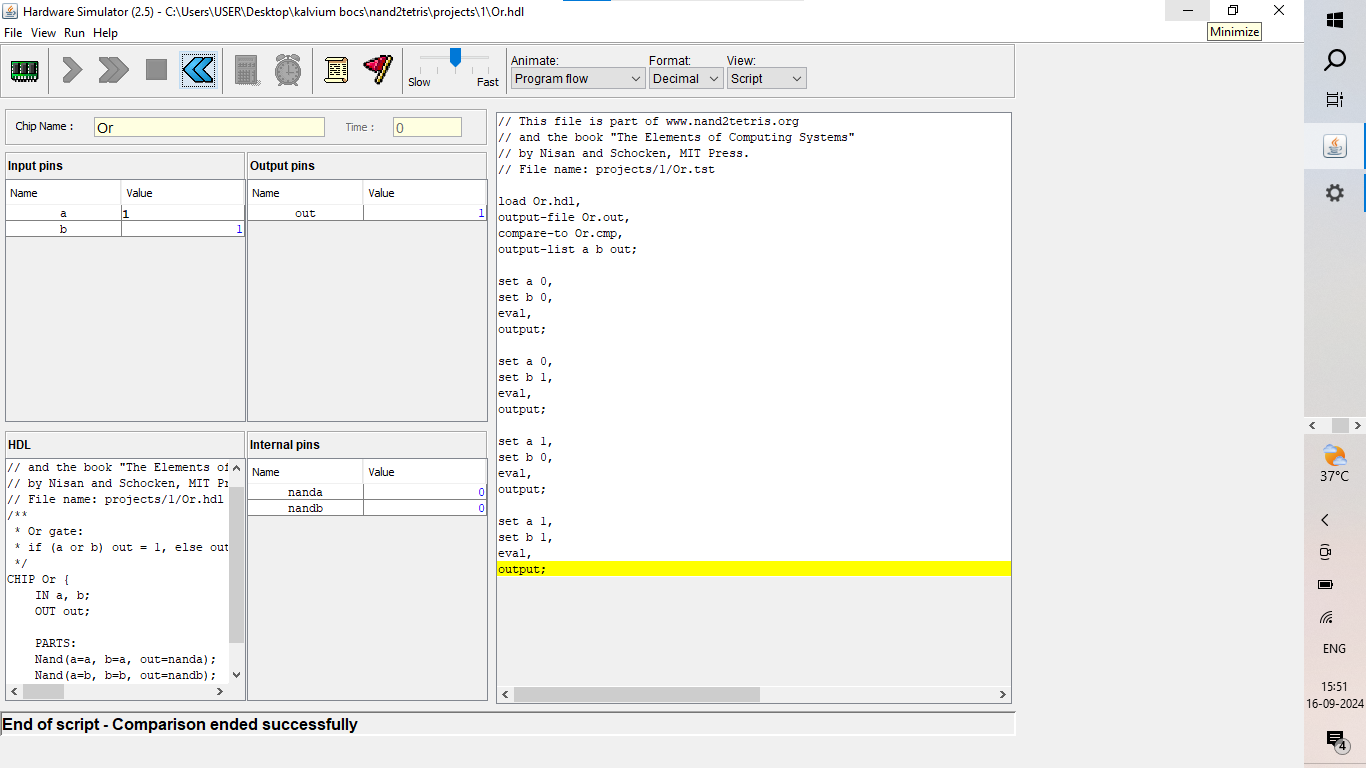 Hardware Simulator (2.5) - C:\Users\USER\Desktop\kalvium bocs\nand2tetris\projects\1\Or.hdl
Minimize
File View Run Help
Slow Fast
Animate:
Program flow
Format:
Decimal
View:
Script
Chip Name : Or Time : 0
Input pins
Name Value
a 1
b 1
Output pins
Name Value
out 1
HDL
// and the book "The Elements of
// by Nisan and Schocken, MIT Pr
// File name: projects/1/Or.hdl
/**
* Or gate:
* if (a or b) out = 1, else out
*/
CHIP Or {
IN a, b;
OUT out;
PARTS:
Nand(a=a, b=a, out=nanda);
Nand(a=b, b=b, out=nandb);
Internal pins
Name Value
nanda 0
nandb 0
// This file is part of www.nand2tetris.org
// and the book "The Elements of Computing Systems"
// by Nisan and Schocken, MIT Press.
// File name: projects/1/Or.tst
load Or.hdl,
output-file Or.out,
compare-to Or.cmp,
output-list a b out;
set a 0,
set b 0,
eval,
output;
set a 0,
set b 1,
eval,
output;
set a 1,
set b 0,
eval,
output;
set a 1,
set b 1,
eval,
output;
End of script - Comparison ended successfully
37°C
ENG
15:51
16-09-2024
4